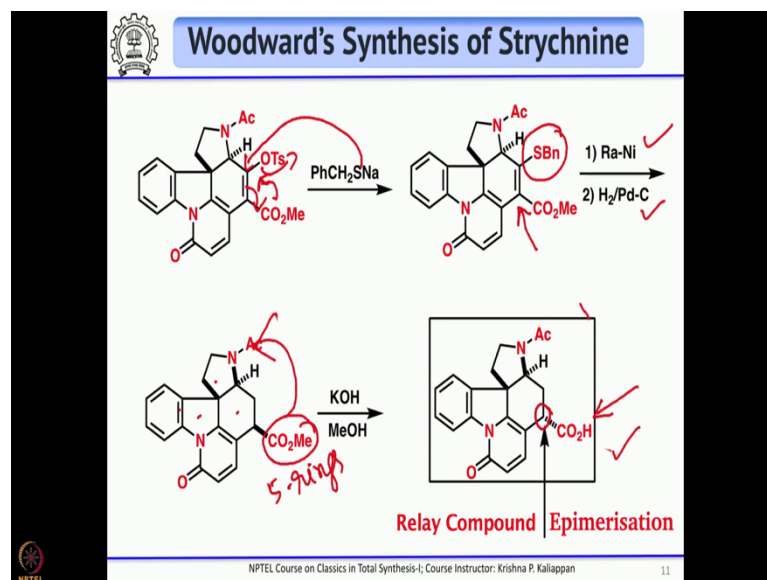 Woodward's Synthesis of Strychnine
Ac
N
H
OTs
CO2Me
N
O
PhCH2SNa
Ac
N
H
SBn
CO2Me
N
O
1) Ra-Ni
2) H2/Pd-C
Ac
N
H
CO2Me
N
O
5-rings
KOH
MeOH
Ac
N
H
CO2H
N
O
Relay Compound
Epimerisation
NPTEL Course on Classics in Total Synthesis-I; Course Instructor: Krishna P. Kaliappan
11
NPTEL